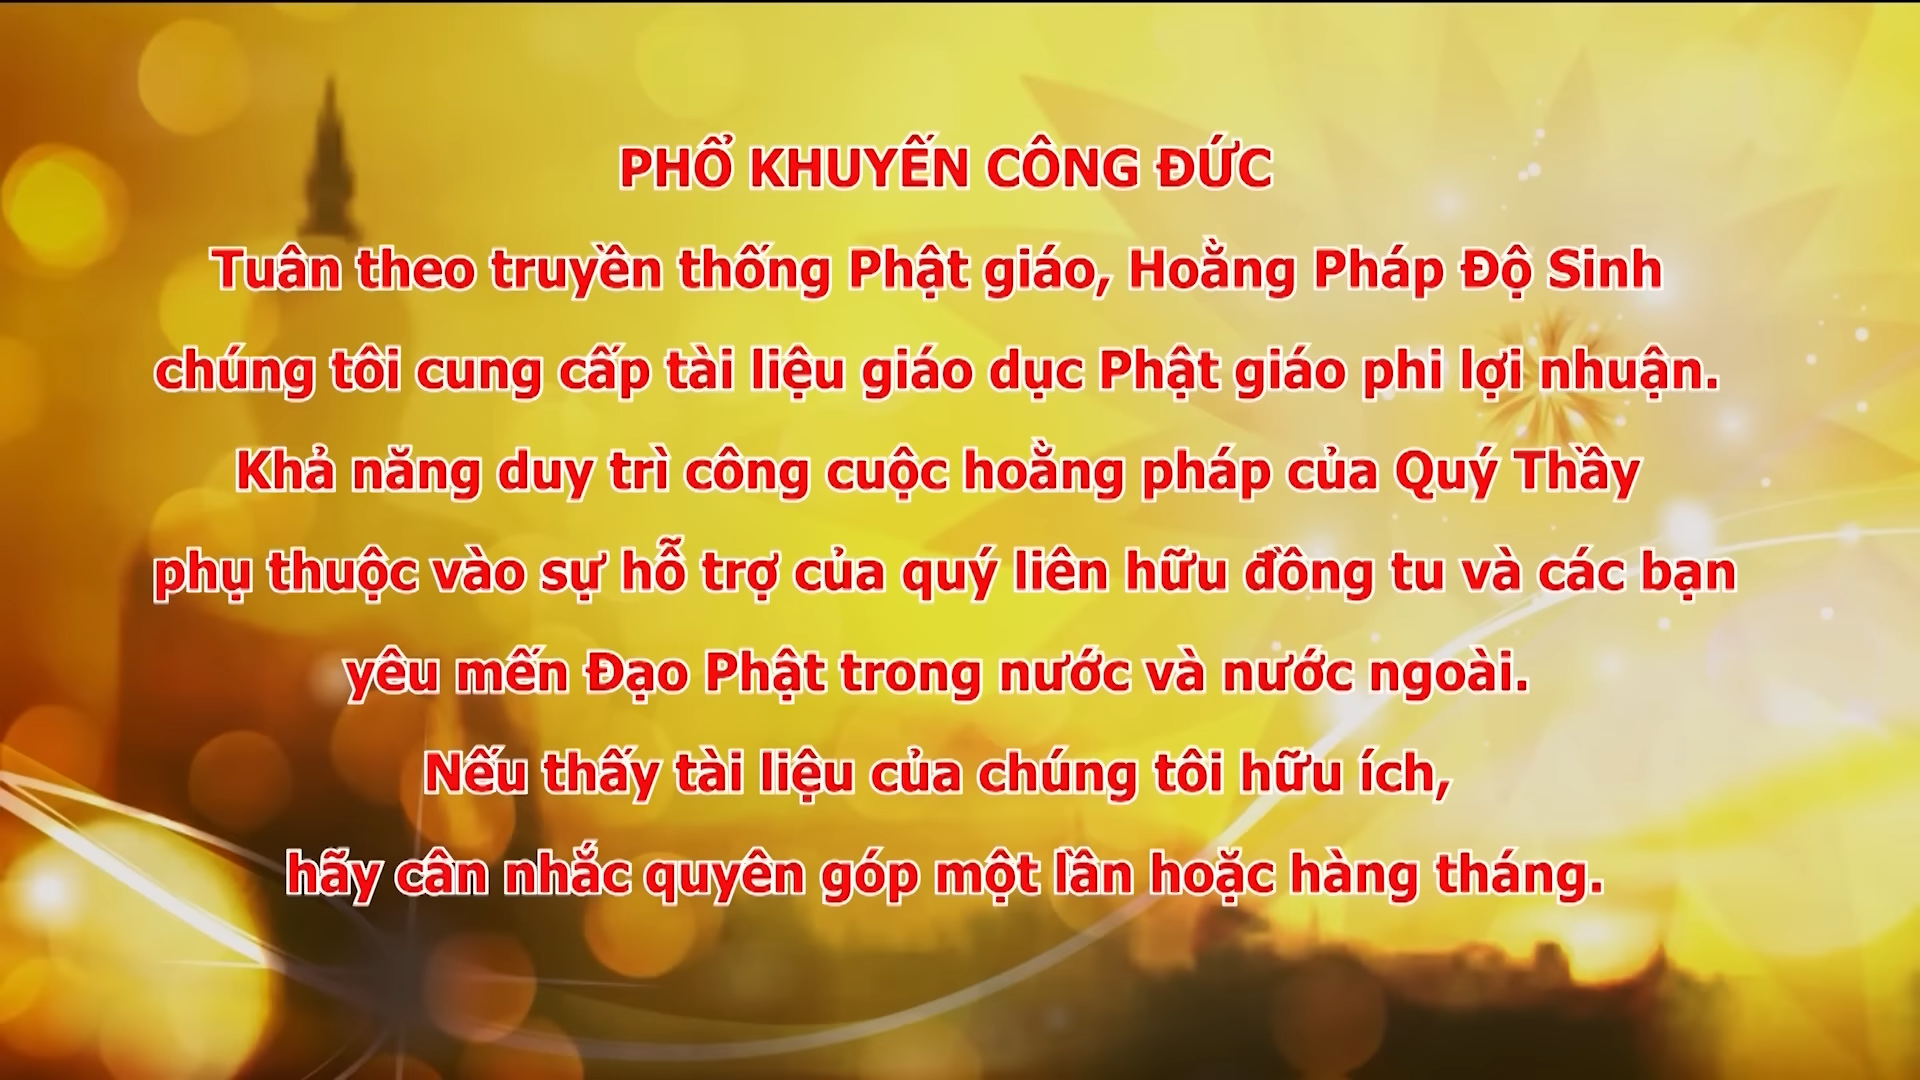 PHỔ KHUYẾN CÔNG ĐỨC
Tuân theo truyền thống Phật giáo, Hoằng Pháp Độ Sinh
chúng tôi cung cấp tài liệu giáo dục Phật giáo phi lợi nhuận.
Khả năng duy trì công cuộc hoằng pháp của Quý Thầy
phụ thuộc vào sự hỗ trợ của quý liên hữu đồng tu và các bạn
yêu mến Đạo Phật trong nước và nước ngoài.
Nếu thấy tài liệu của chúng tôi hữu ích,
hãy cân nhắc quyên góp một lần hoặc hàng tháng.